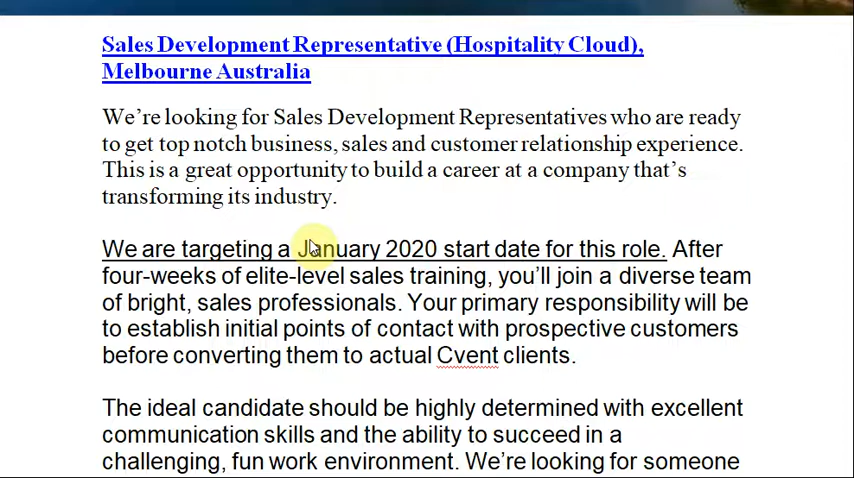 Sales Development Representative (Hospitality Cloud),
Melbourne Australia
We're looking for Sales Development Representatives who are ready
to get top notch business, sales and customer relationship experience.
This is a great opportunity to build a career at a company that's
transforming its industry.
We are targeting a January 2020 start date for this role. After
four-weeks of elite-level sales training, you'll join a diverse team
of bright, sales professionals. Your primary responsibility will be
to establish initial points of contact with prospective customers
before converting them to actual Cvent clients.
The ideal candidate should be highly determined with excellent
communication skills and the ability to succeed in a
challenging, fun work environment. We're looking for someone